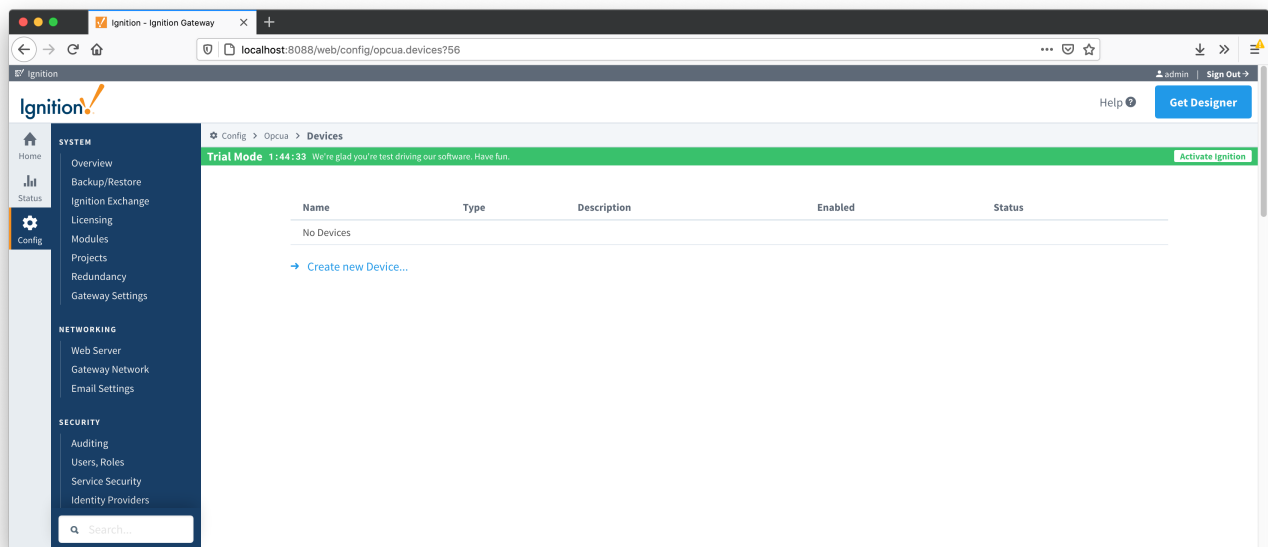 Ignition - Ignition Gateway
localhost:8088/web/config/opcua.devices?56
Ignition
admin | Sign Out
Ignition!
Help
Get Designer
Home
Status
Config
SYSTEM
Overview
Backup/Restore
Ignition Exchange
Licensing
Modules
Projects
Redundancy
Gateway Settings
NETWORKING
Web Server
Gateway Network
Email Settings
SECURITY
Auditing
Users, Roles
Service Security
Identity Providers
Search...
Config > Opcua > Devices
Trial Mode 1:44:33 We're glad you're test driving our software. Have fun.
Activate Ignition
Name Type Description Enabled Status
No Devices
→ Create new Device...